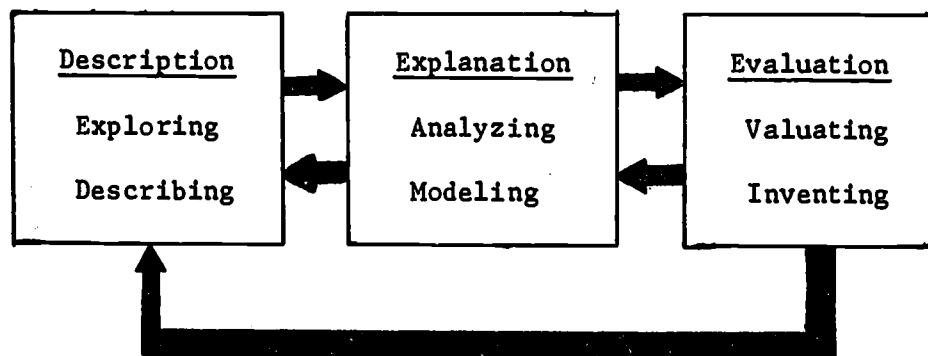 Description
Exploring
Describing
Explanation
Analyzing
Modeling
Evaluation
Valuating
Inventing